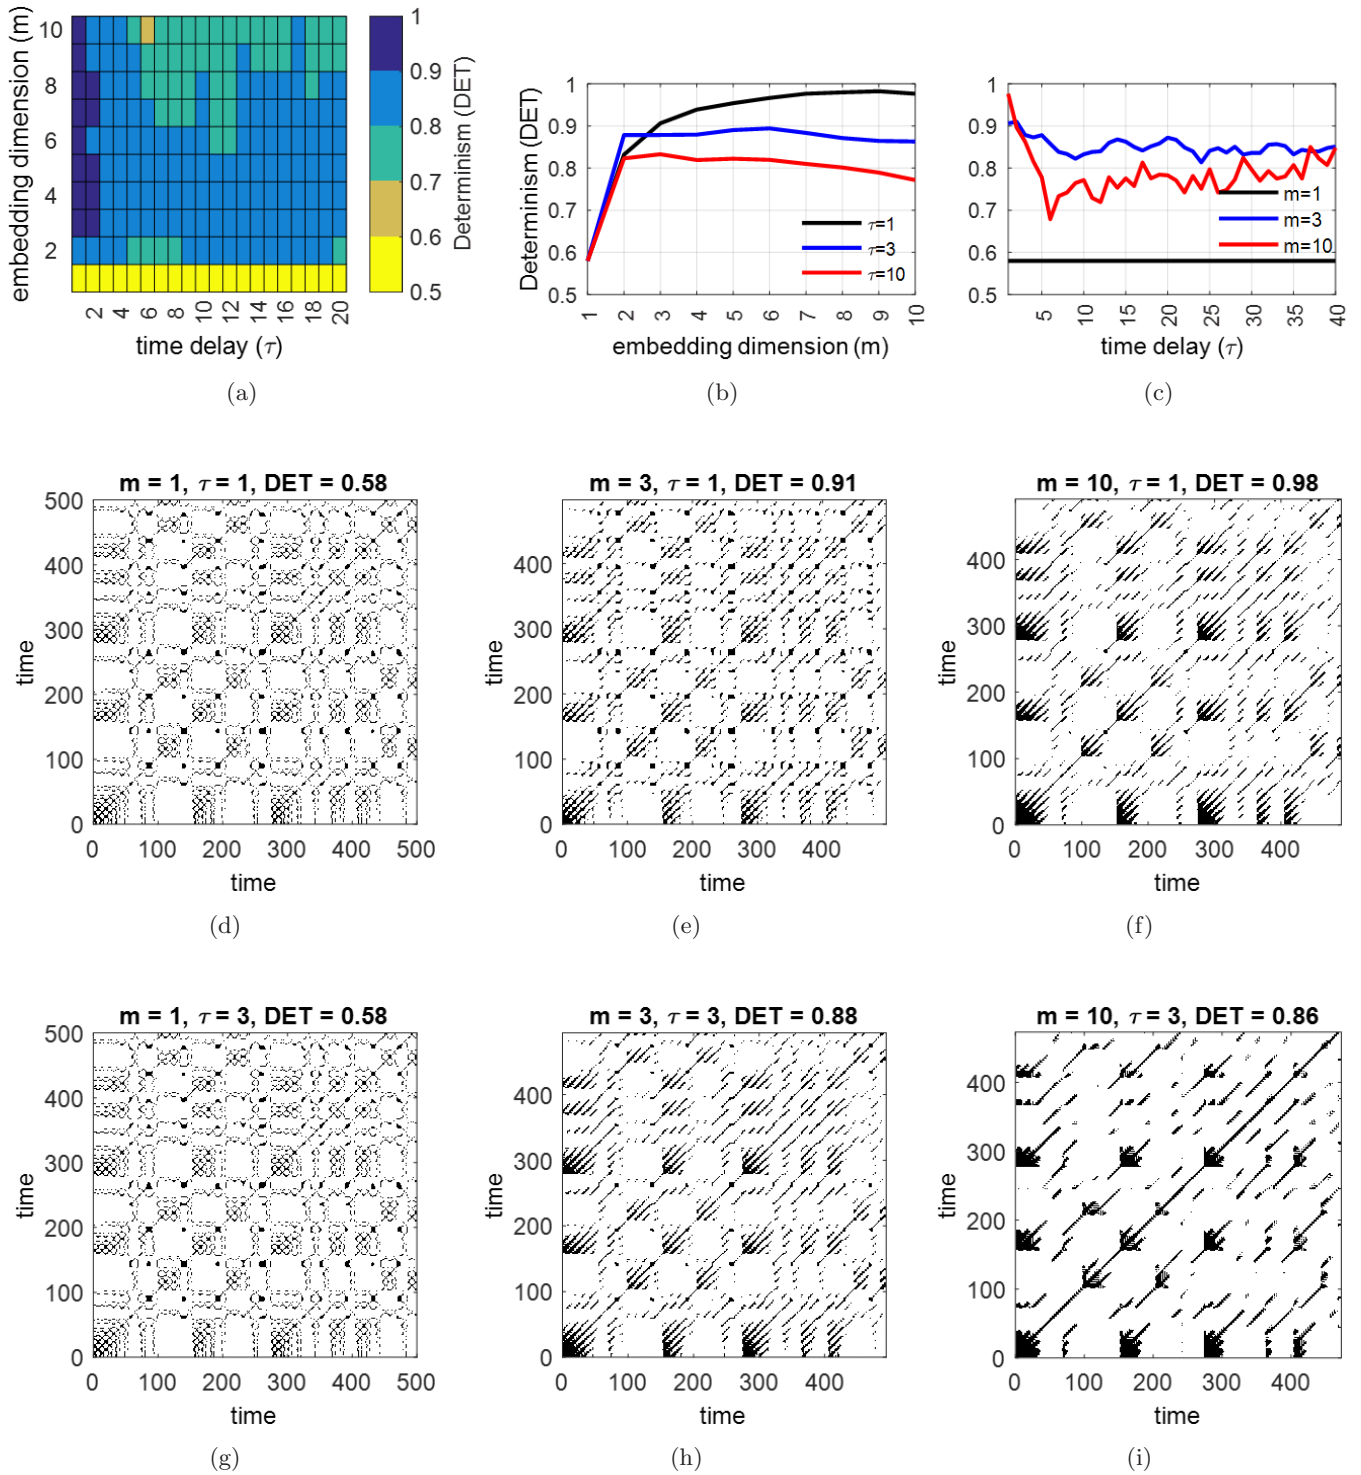 embedding dimension (m)
10
8
6
4
2
2 4 6 8 10 12 14 16 18 20
time delay (τ)
1
0.9
0.8
0.7
0.6
0.5
Determinism (DET)
(a)
Determinism (DET)
1
0.9
0.8
0.7
0.6
0.5
τ=1
τ=3
τ=10
1 2 3 4 5 6 7 8 9 10
embedding dimension (m)
(b)
1
0.9
0.8
0.7
0.6
0.5
m=1
m=3
m=10
5 10 15 20 25 30 35 40
time delay (τ)
(c)
m = 1, τ = 1, DET = 0.58
time
500
400
300
200
100
0
0 100 200 300 400 500
time
(d)
m = 3, τ = 1, DET = 0.91
time
400
300
200
100
0
0 100 200 300 400
time
(e)
m = 10, τ = 1, DET = 0.98
time
400
300
200
100
0
0 100 200 300 400
time
(f)
m = 1, τ = 3, DET = 0.58
time
500
400
300
200
100
0
0 100 200 300 400 500
time
(g)
m = 3, τ = 3, DET = 0.88
time
400
300
200
100
0
0 100 200 300 400
time
(h)
m = 10, τ = 3, DET = 0.86
time
400
300
200
100
0
0 100 200 300 400
time
(i)